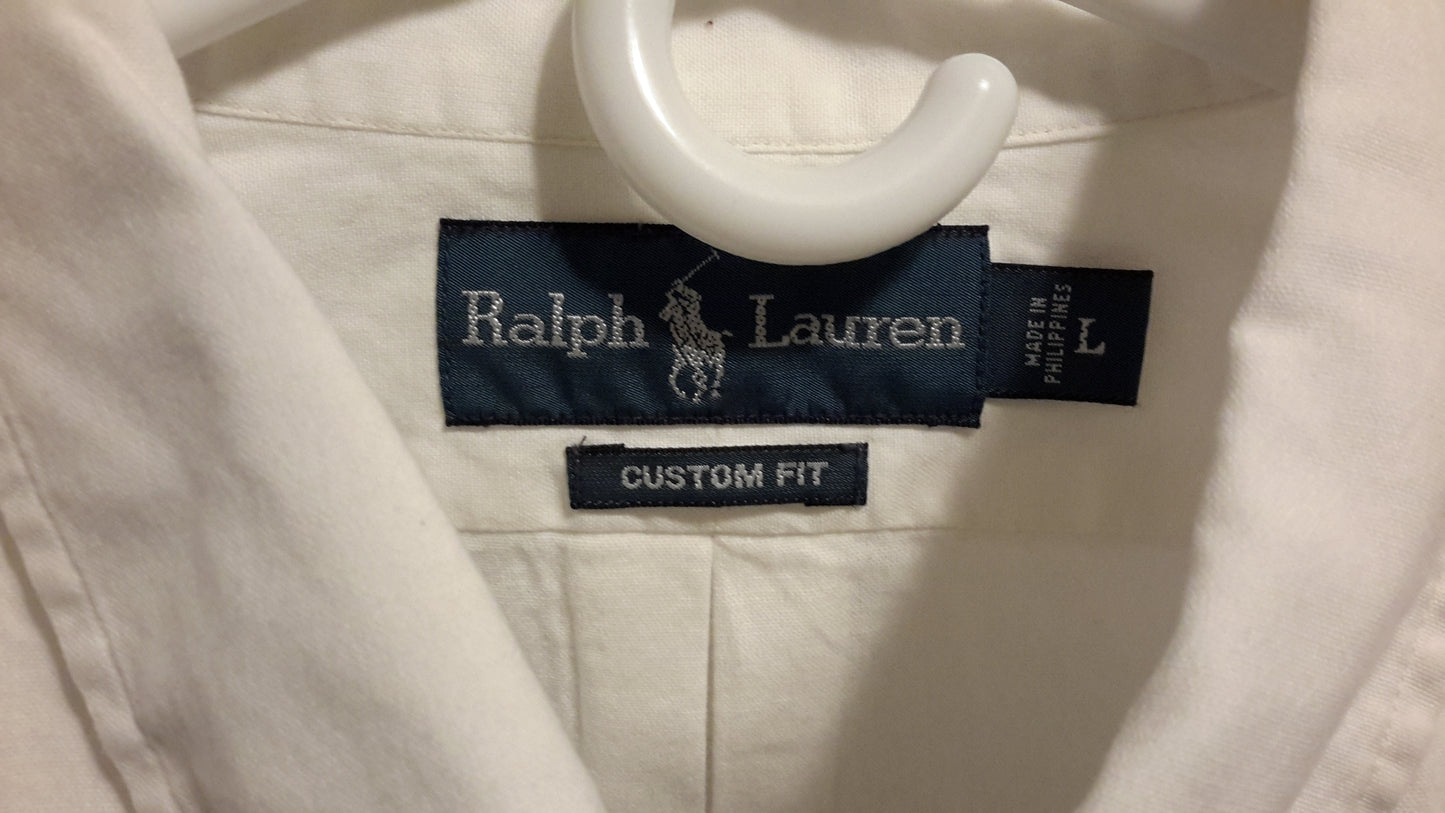 Ralph Lauren
MADE IN
PHILIPPINES
L
CUSTOM FIT